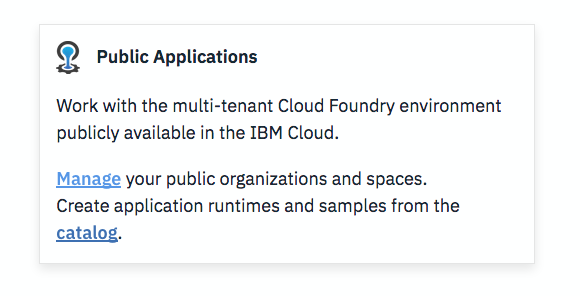 Public Applications
Work with the multi-tenant Cloud Foundry environment
publicly available in the IBM Cloud.
Manage your public organizations and spaces.
Create application runtimes and samples from the
catalog.